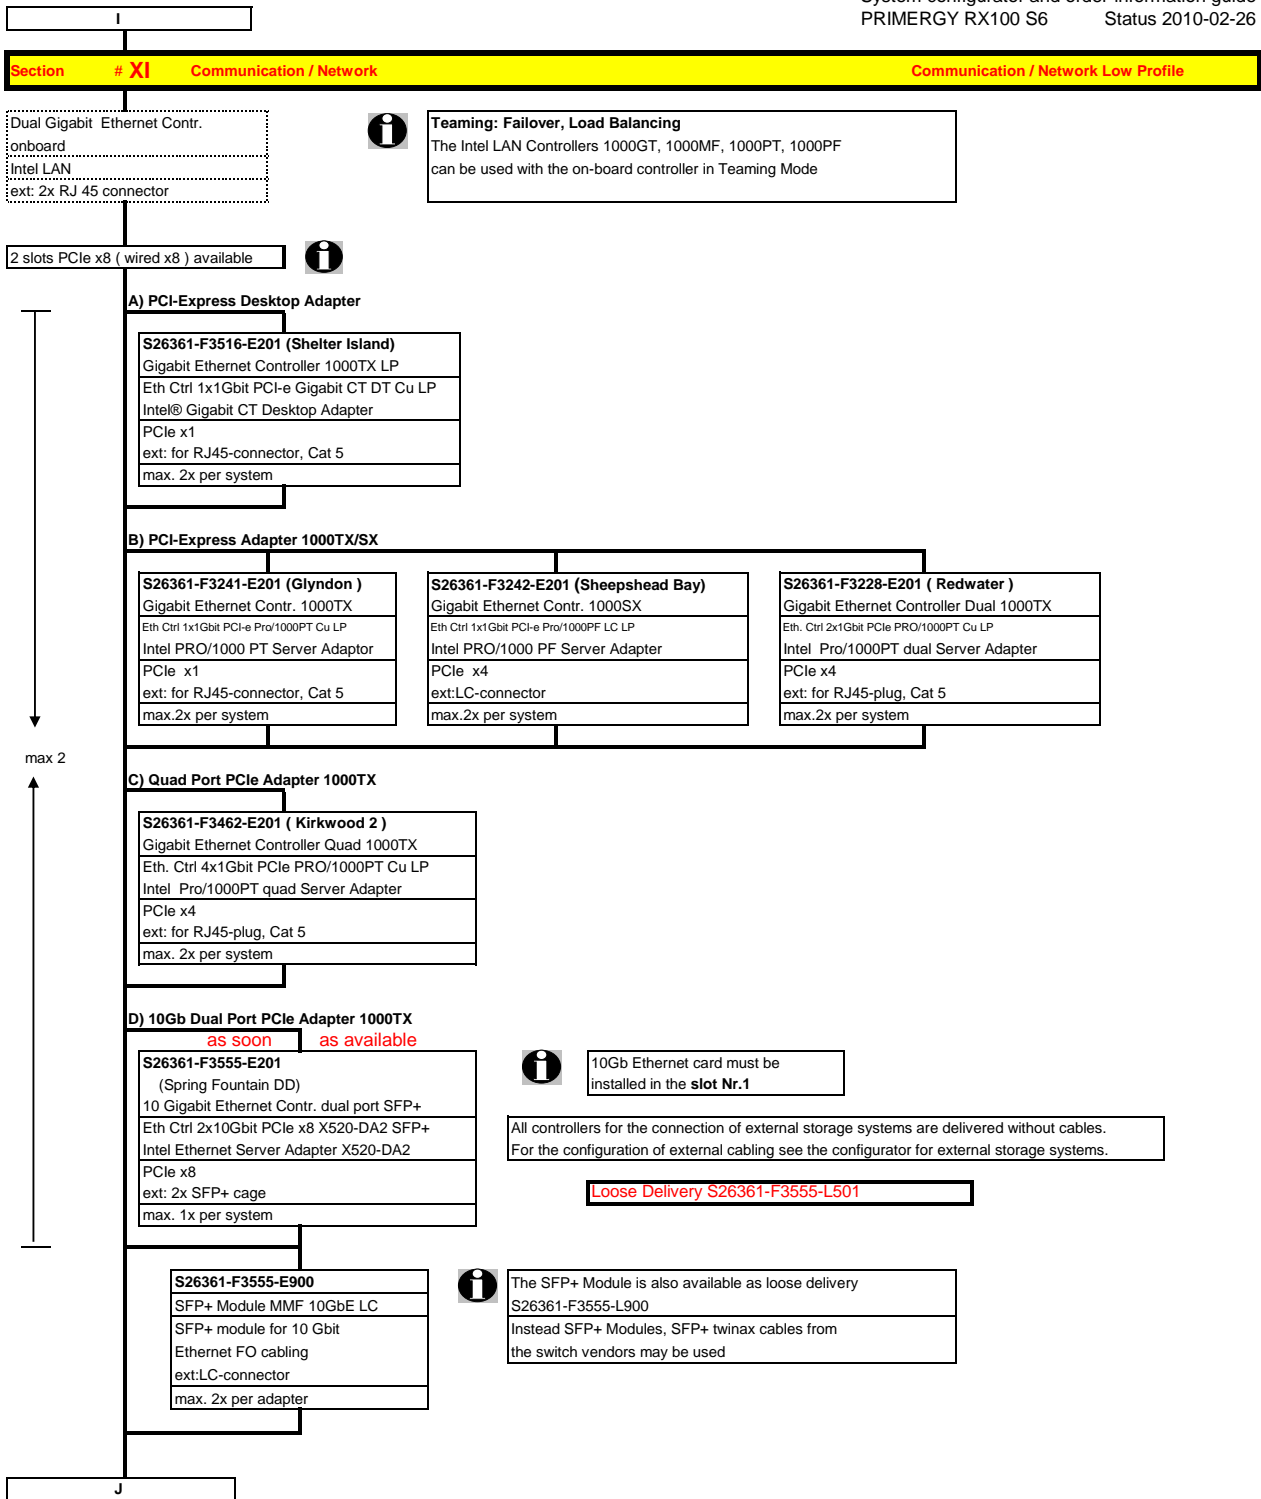 System configurator and order information guide
PRIMERGY RX100 S6 Status 2010-02-26
I
Section # XI Communication / Network Communication / Network Low Profile
Dual Gigabit Ethernet Contr.
onboard
Intel LAN
ext: 2x RJ 45 connector
Teaming: Failover, Load Balancing
The Intel LAN Controllers 1000GT, 1000MF, 1000PT, 1000PF
can be used with the on-board controller in Teaming Mode
2 slots PCIe x8 ( wired x8 ) available
A) PCI-Express Desktop Adapter
S26361-F3516-E201 (Shelter Island)
Gigabit Ethernet Controller 1000TX LP
Eth Ctrl 1x1Gbit PCI-e Gigabit CT DT Cu LP
Intel® Gigabit CT Desktop Adapter
PCIe x1
ext: for RJ45-connector, Cat 5
max. 2x per system
B) PCI-Express Adapter 1000TX/SX
S26361-F3241-E201 (Glyndon )
Gigabit Ethernet Contr. 1000TX
Eth Ctrl 1x1Gbit PCI-e Pro/1000PT Cu LP
Intel PRO/1000 PT Server Adaptor
PCIe x1
ext: for RJ45-connector, Cat 5
max.2x per system
S26361-F3242-E201 (Sheepshead Bay)
Gigabit Ethernet Contr. 1000SX
Eth Ctrl 1x1Gbit PCI-e Pro/1000PF LC LP
Intel PRO/1000 PF Server Adapter
PCIe x4
ext:LC-connector
max.2x per system
S26361-F3228-E201 ( Redwater )
Gigabit Ethernet Controller Dual 1000TX
Eth. Ctrl 2x1Gbit PCIe PRO/1000PT Cu LP
Intel Pro/1000PT dual Server Adapter
PCIe x4
ext: for RJ45-plug, Cat 5
max.2x per system
max 2
C) Quad Port PCIe Adapter 1000TX
S26361-F3462-E201 ( Kirkwood 2 )
Gigabit Ethernet Controller Quad 1000TX
Eth. Ctrl 4x1Gbit PCIe PRO/1000PT Cu LP
Intel Pro/1000PT quad Server Adapter
PCIe x4
ext: for RJ45-plug, Cat 5
max. 2x per system
D) 10Gb Dual Port PCIe Adapter 1000TX
as soon as available
S26361-F3555-E201
(Spring Fountain DD)
10 Gigabit Ethernet Contr. dual port SFP+
Eth Ctrl 2x10Gbit PCIe x8 X520-DA2 SFP+
Intel Ethernet Server Adapter X520-DA2
PCIe x8
ext: 2x SFP+ cage
max. 1x per system
10Gb Ethernet card must be
installed in the slot Nr.1
All controllers for the connection of external storage systems are delivered without cables.
For the configuration of external cabling see the configurator for external storage systems.
Loose Delivery S26361-F3555-L501
S26361-F3555-E900
SFP+ Module MMF 10GbE LC
SFP+ module for 10 Gbit
Ethernet FO cabling
ext:LC-connector
max. 2x per adapter
The SFP+ Module is also available as loose delivery
S26361-F3555-L900
Instead SFP+ Modules, SFP+ twinax cables from
the switch vendors may be used
J